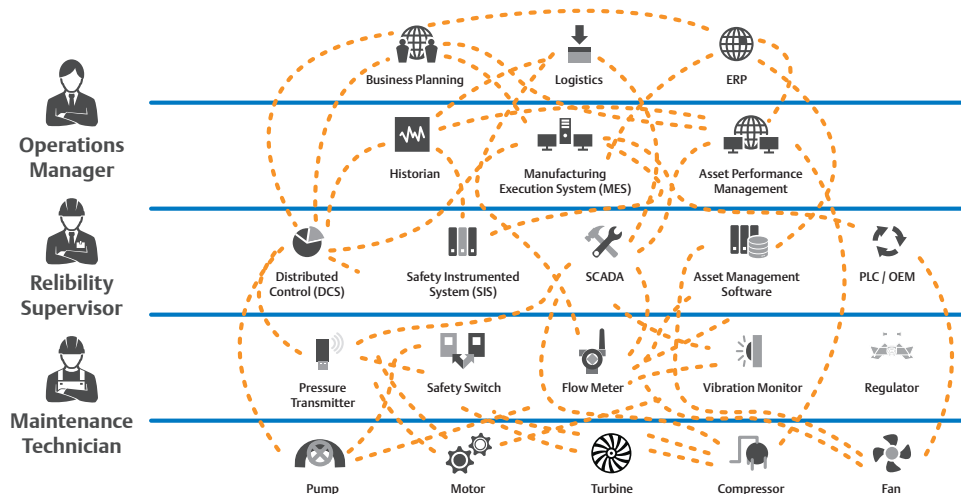 Business Planning
Logistics
ERP
Operations
Manager
Historian
Manufacturing
Execution System (MES)
Asset Performance
Management
Relibility
Supervisor
Distributed
Control (DCS)
Safety Instrumented
System (SIS)
SCADA
Asset Management
Software
PLC / OEM
Maintenance
Technician
Pressure
Transmitter
Safety Switch
Flow Meter
Vibration Monitor
Regulator
Pump
Motor
Turbine
Compressor
Fan